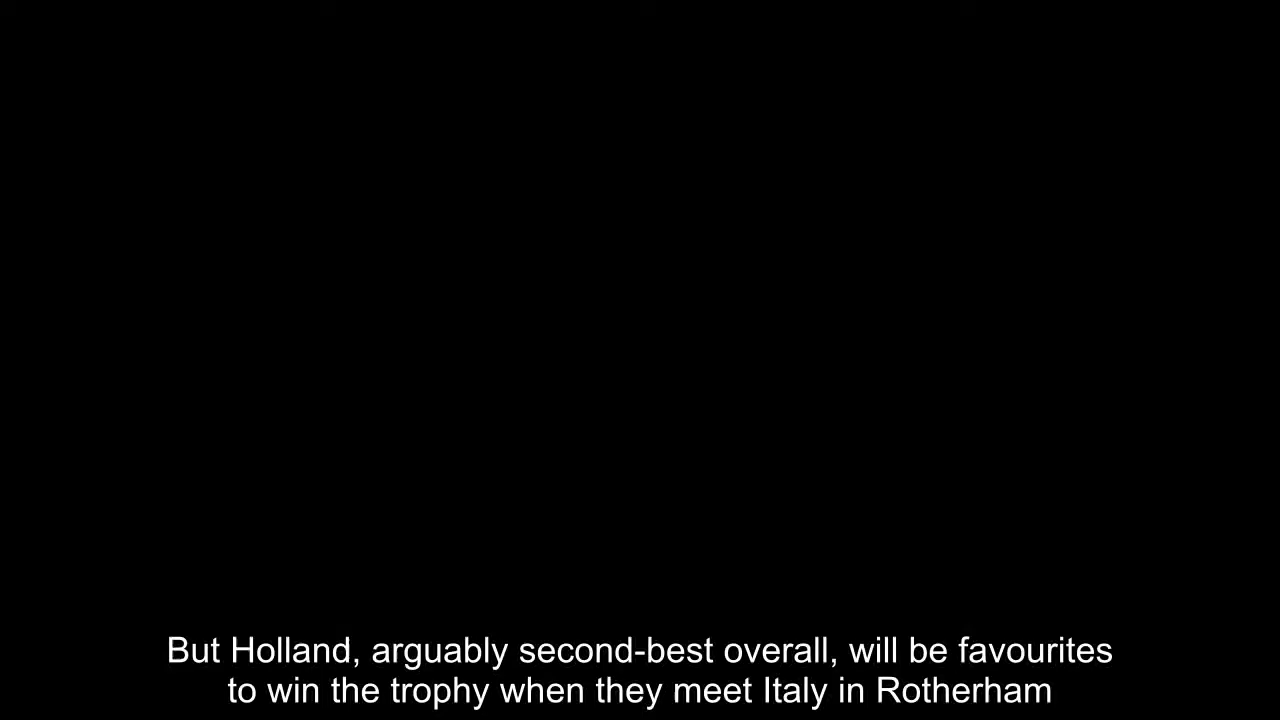 But Holland, arguably second-best overall, will be favourites
to win the trophy when they meet Italy in Rotherham